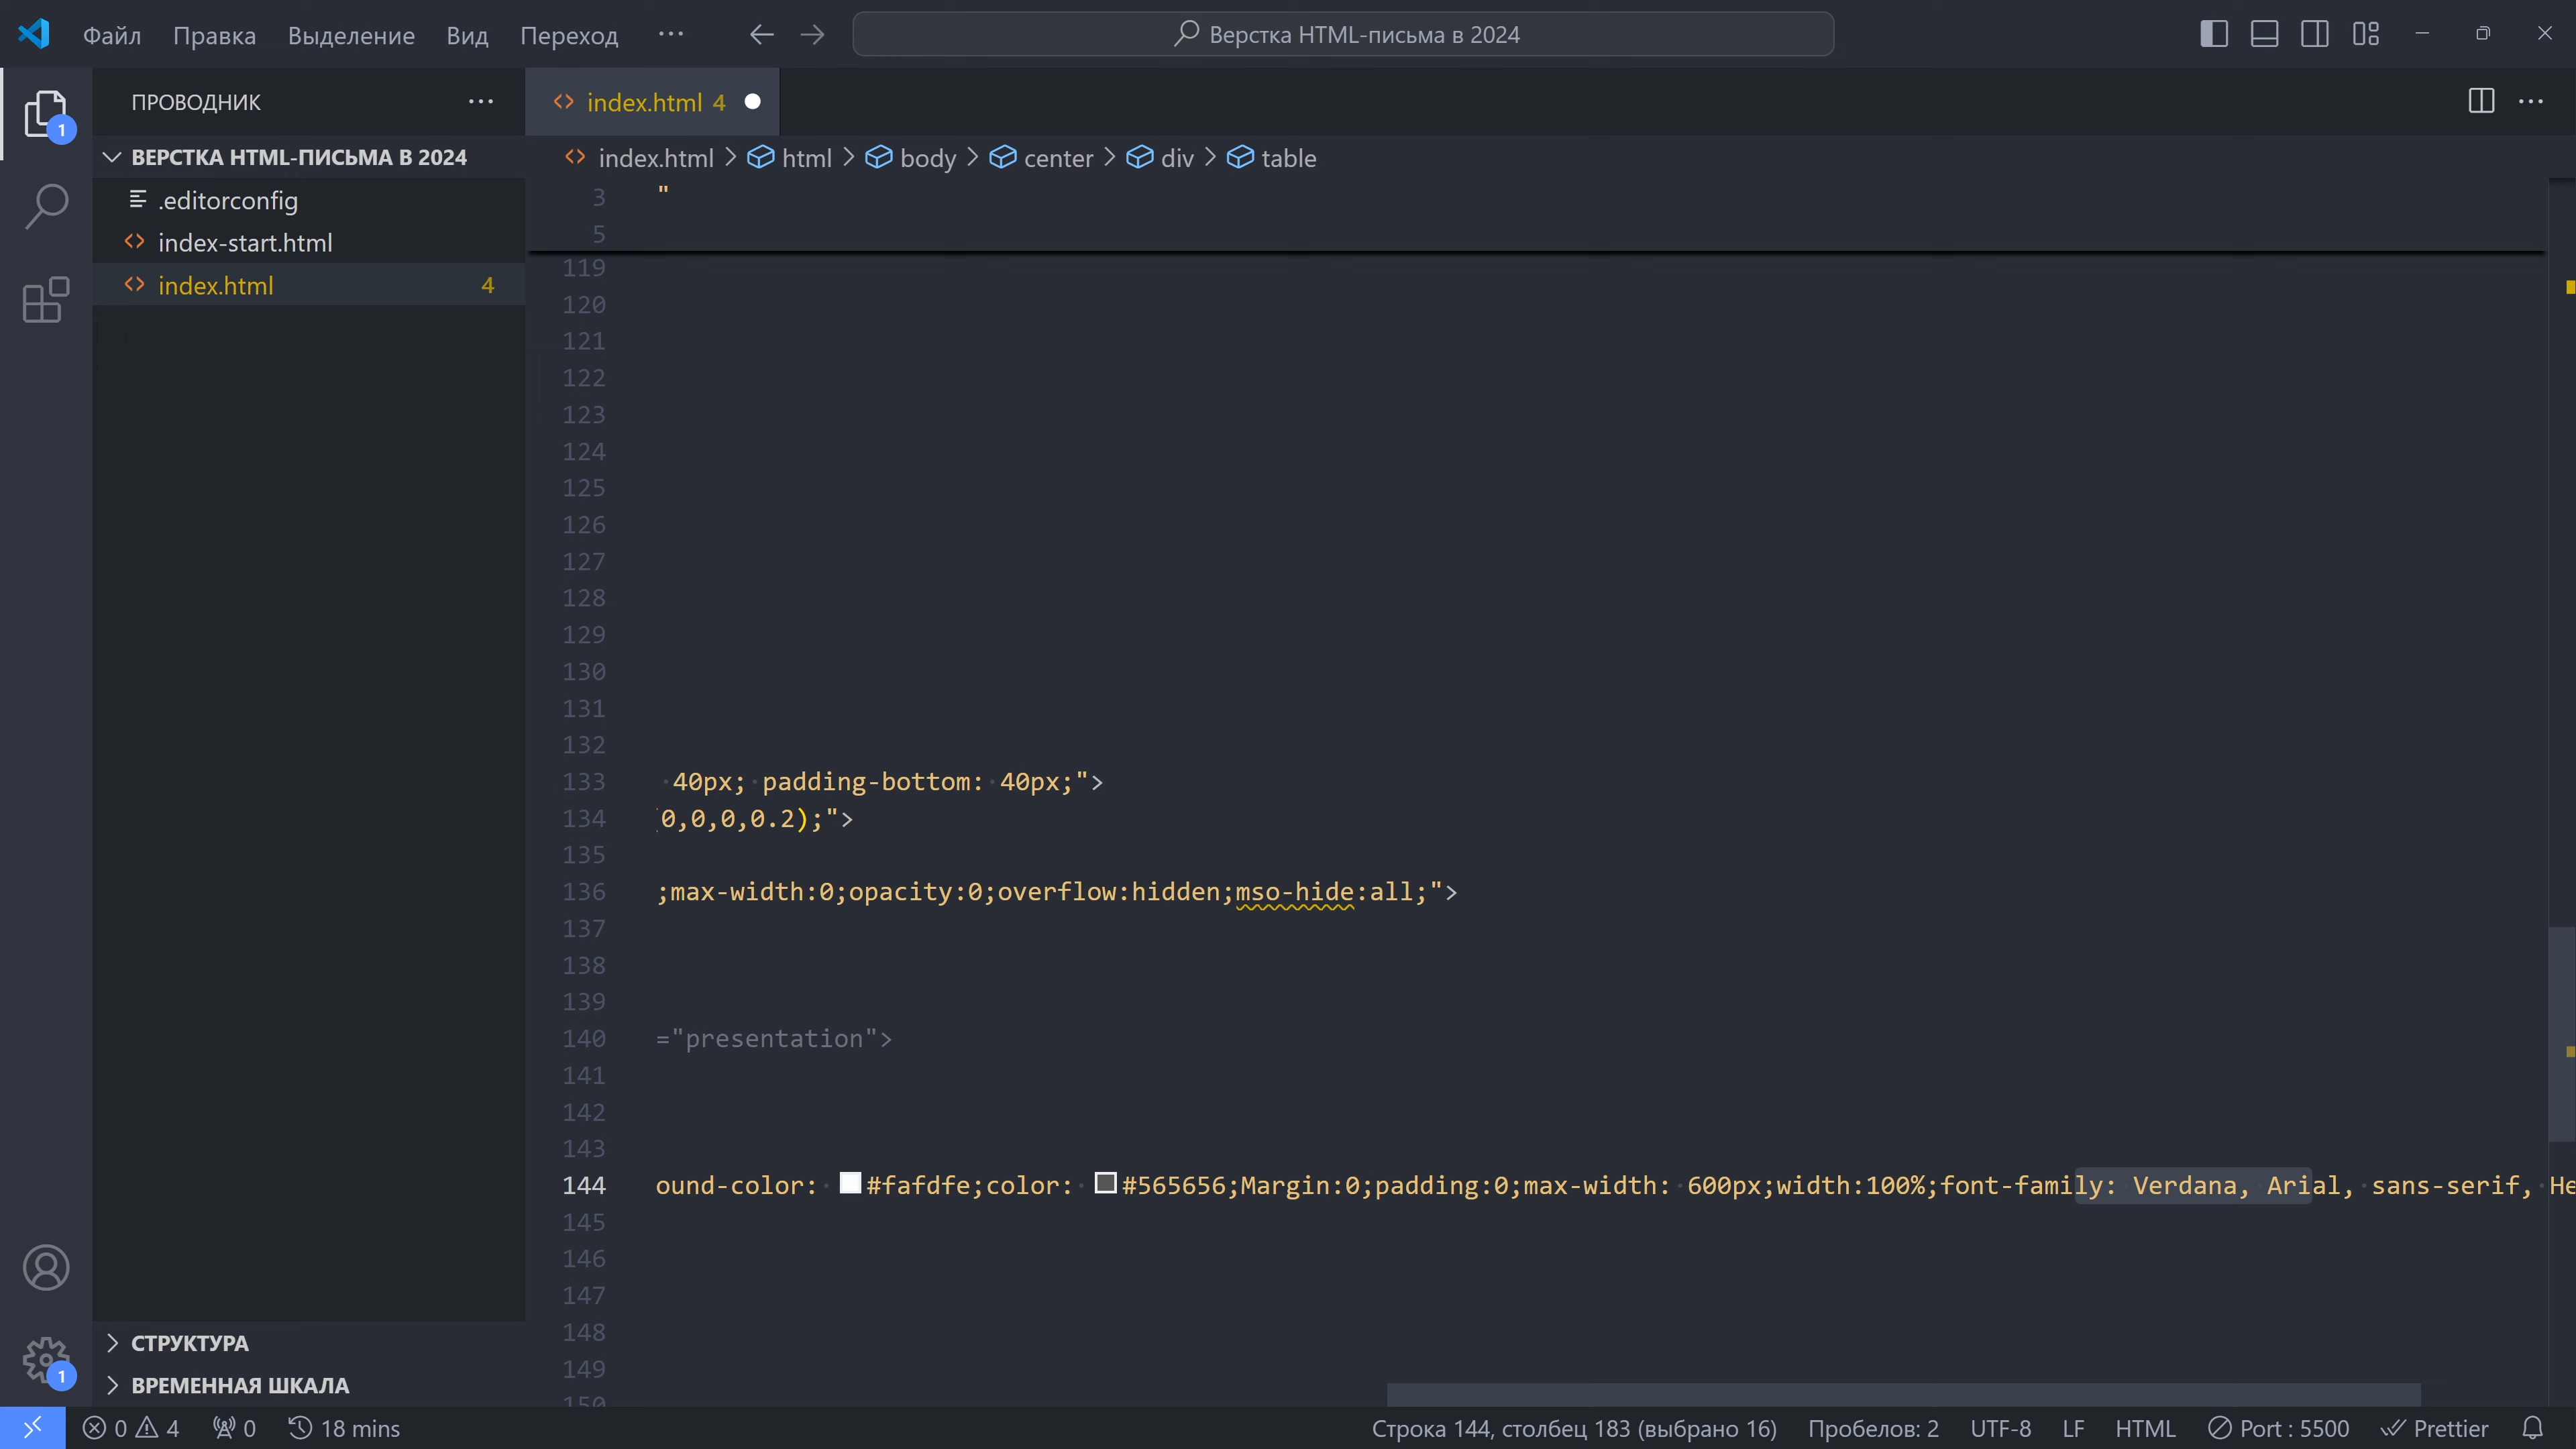 Файл Правка Выделение Вид Переход ··· Верстка HTML-письма в 2024
ПРОВОДНИК ··· index.html 4
ВЕРСТКА HTML-ПИСЬМА В 2024
.editorconfig
index-start.html
index.html 4
index.html > html > body > center > div > table
3 "
5
119
120
121
122
123
124
125
126
127
128
129
130
131
132
133 40px; padding-bottom: 40px;">
134 0,0,0,0.2);">
135
136 ;max-width:0;opacity:0;overflow:hidden;mso-hide:all;">
137
138
139
140 ="presentation">
141
142
143
144 ound-color: #fafdfe;color: #565656;Margin:0;padding:0;max-width: 600px;width:100%;font-family: Verdana, Arial, sans-serif, He
145
146
147
148
149
150
1
1
СТРУКТУРА
ВРЕМЕННАЯ ШКАЛА
0 4 0 18 mins Строка 144, столбец 183 (выбрано 16) Пробелов: 2 UTF-8 LF HTML Port : 5500 Prettier